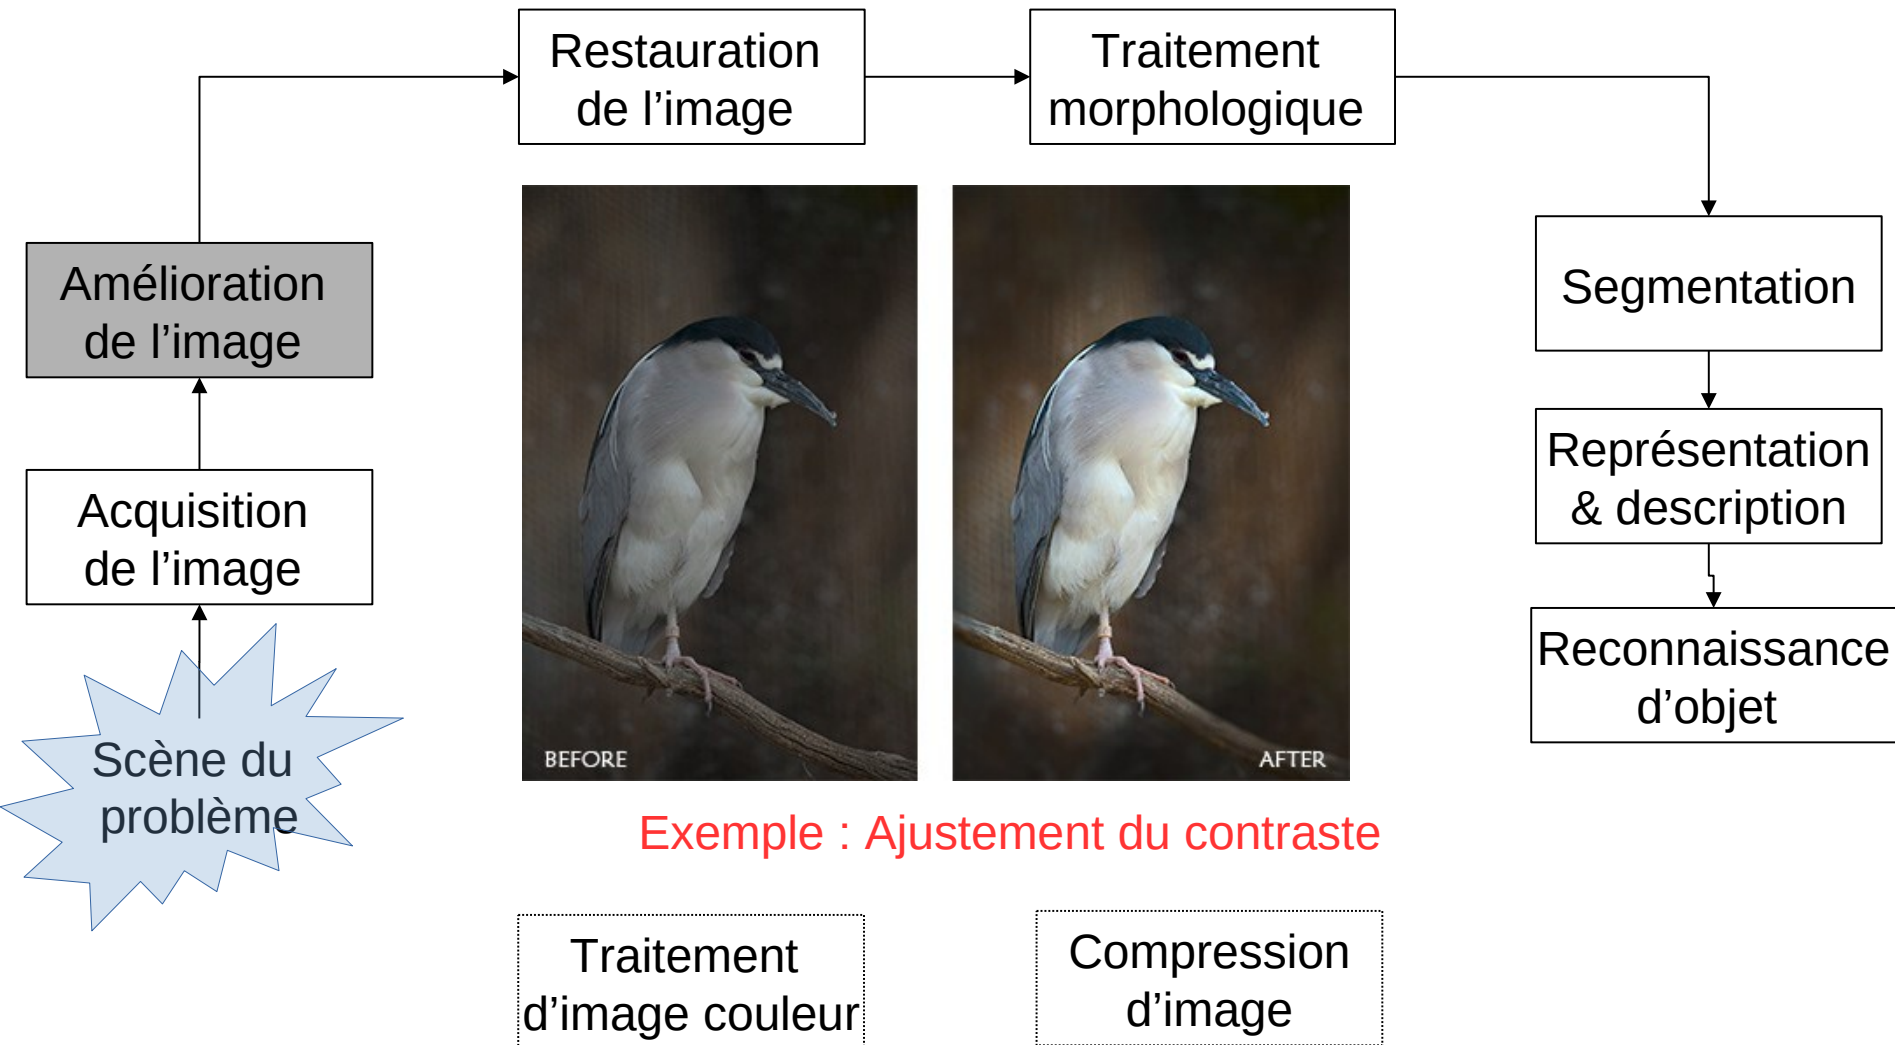 Restauration
de l’image
Traitement
morphologique
Amélioration
de l’image
Segmentation
Représentation
& description
Acquisition
de l’image
Reconnaissance
d’objet
Scène du
problème
BEFORE
AFTER
Exemple : Ajustement du contraste
Traitement
d’image couleur
Compression
d’image